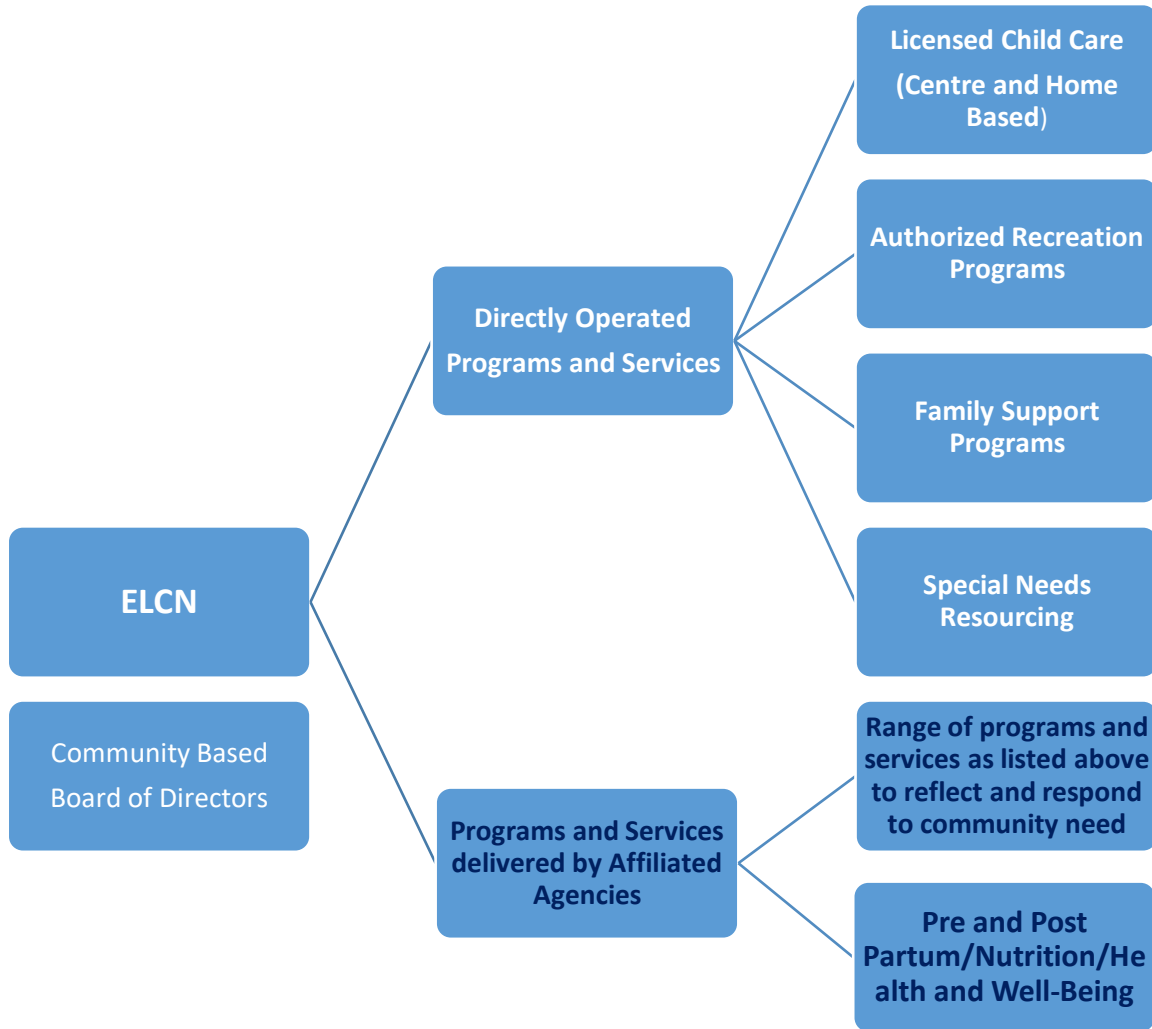 Licensed Child Care
(Centre and Home
Based)
Authorized Recreation
Programs
Directly Operated
Programs and Services
Family Support
Programs
ELCN
Special Needs
Resourcing
Community Based
Board of Directors
Range of programs and
services as listed above
to reflect and respond
to community need
Programs and Services
delivered by Affiliated
Agencies
Pre and Post
Partum/Nutrition/He
alth and Well-Being